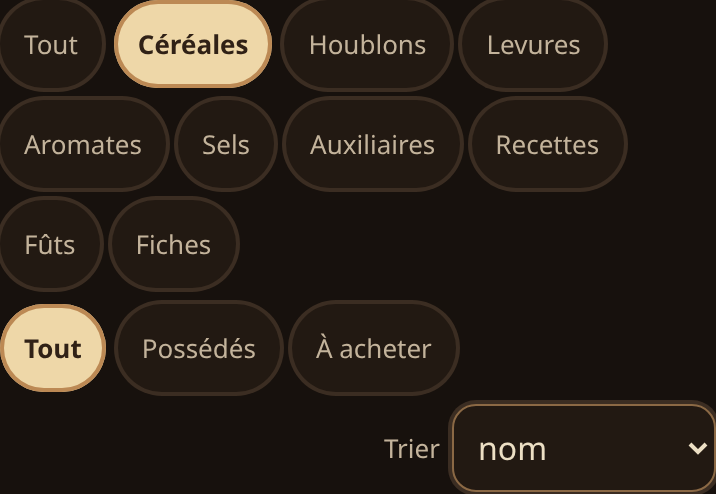 Tout Céréales Houblons Levures
Aromates Sels Auxiliaires Recettes
Fûts Fiches
Tout Possédés À acheter
Trier nom